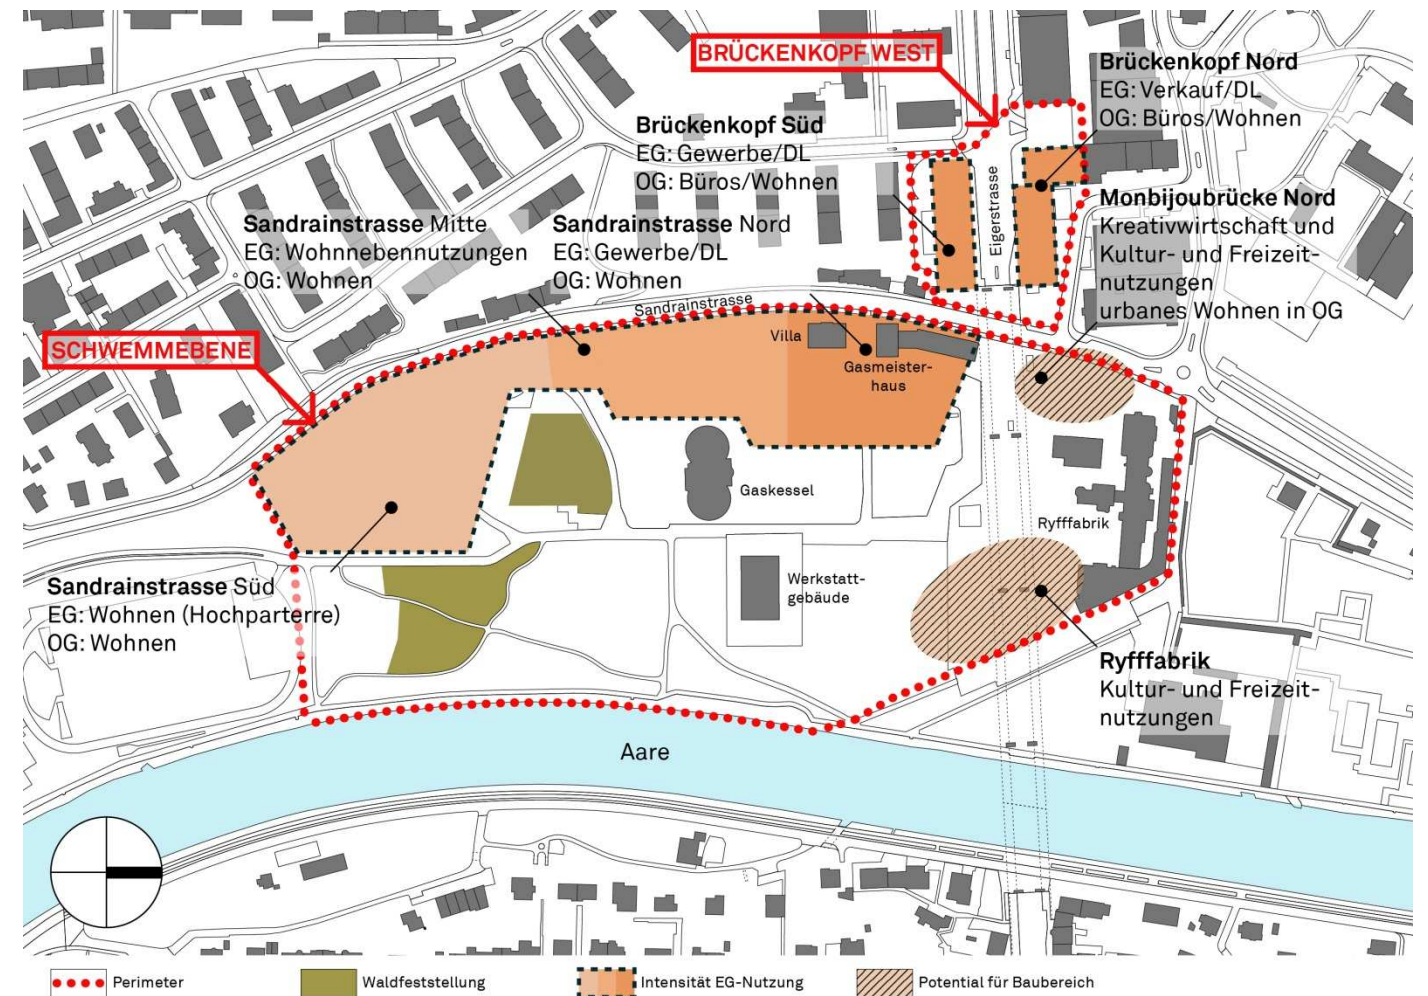 BRÜCKENKOPF WEST
Brückenkopf Nord
EG: Verkauf/DL
OG: Büros/Wohnen
Brückenkopf Süd
EG: Gewerbe/DL
OG: Büros/Wohnen
Eigerstrasse
Monbijoubrücke Nord
Kreativwirtschaft und
Kultur- und Freizeit-
nutzungen
urbanes Wohnen in OG
Sandrainstrasse Mitte
EG: Wohnnebennutzungen
OG: Wohnen
Sandrainstrasse Nord
EG: Gewerbe/DL
OG: Wohnen
Sandrainstrasse
SCHWEMMEBENE
Villa
Gasmeister-
haus
Gaskessel
Ryfffabrik
Werkstatt-
gebäude
Sandrainstrasse Süd
EG: Wohnen (Hochparterre)
OG: Wohnen
Ryfffabrik
Kultur- und Freizeit-
nutzungen
Aare
Perimeter
Waldfeststellung
Intensität EG-Nutzung
Potential für Baubereich